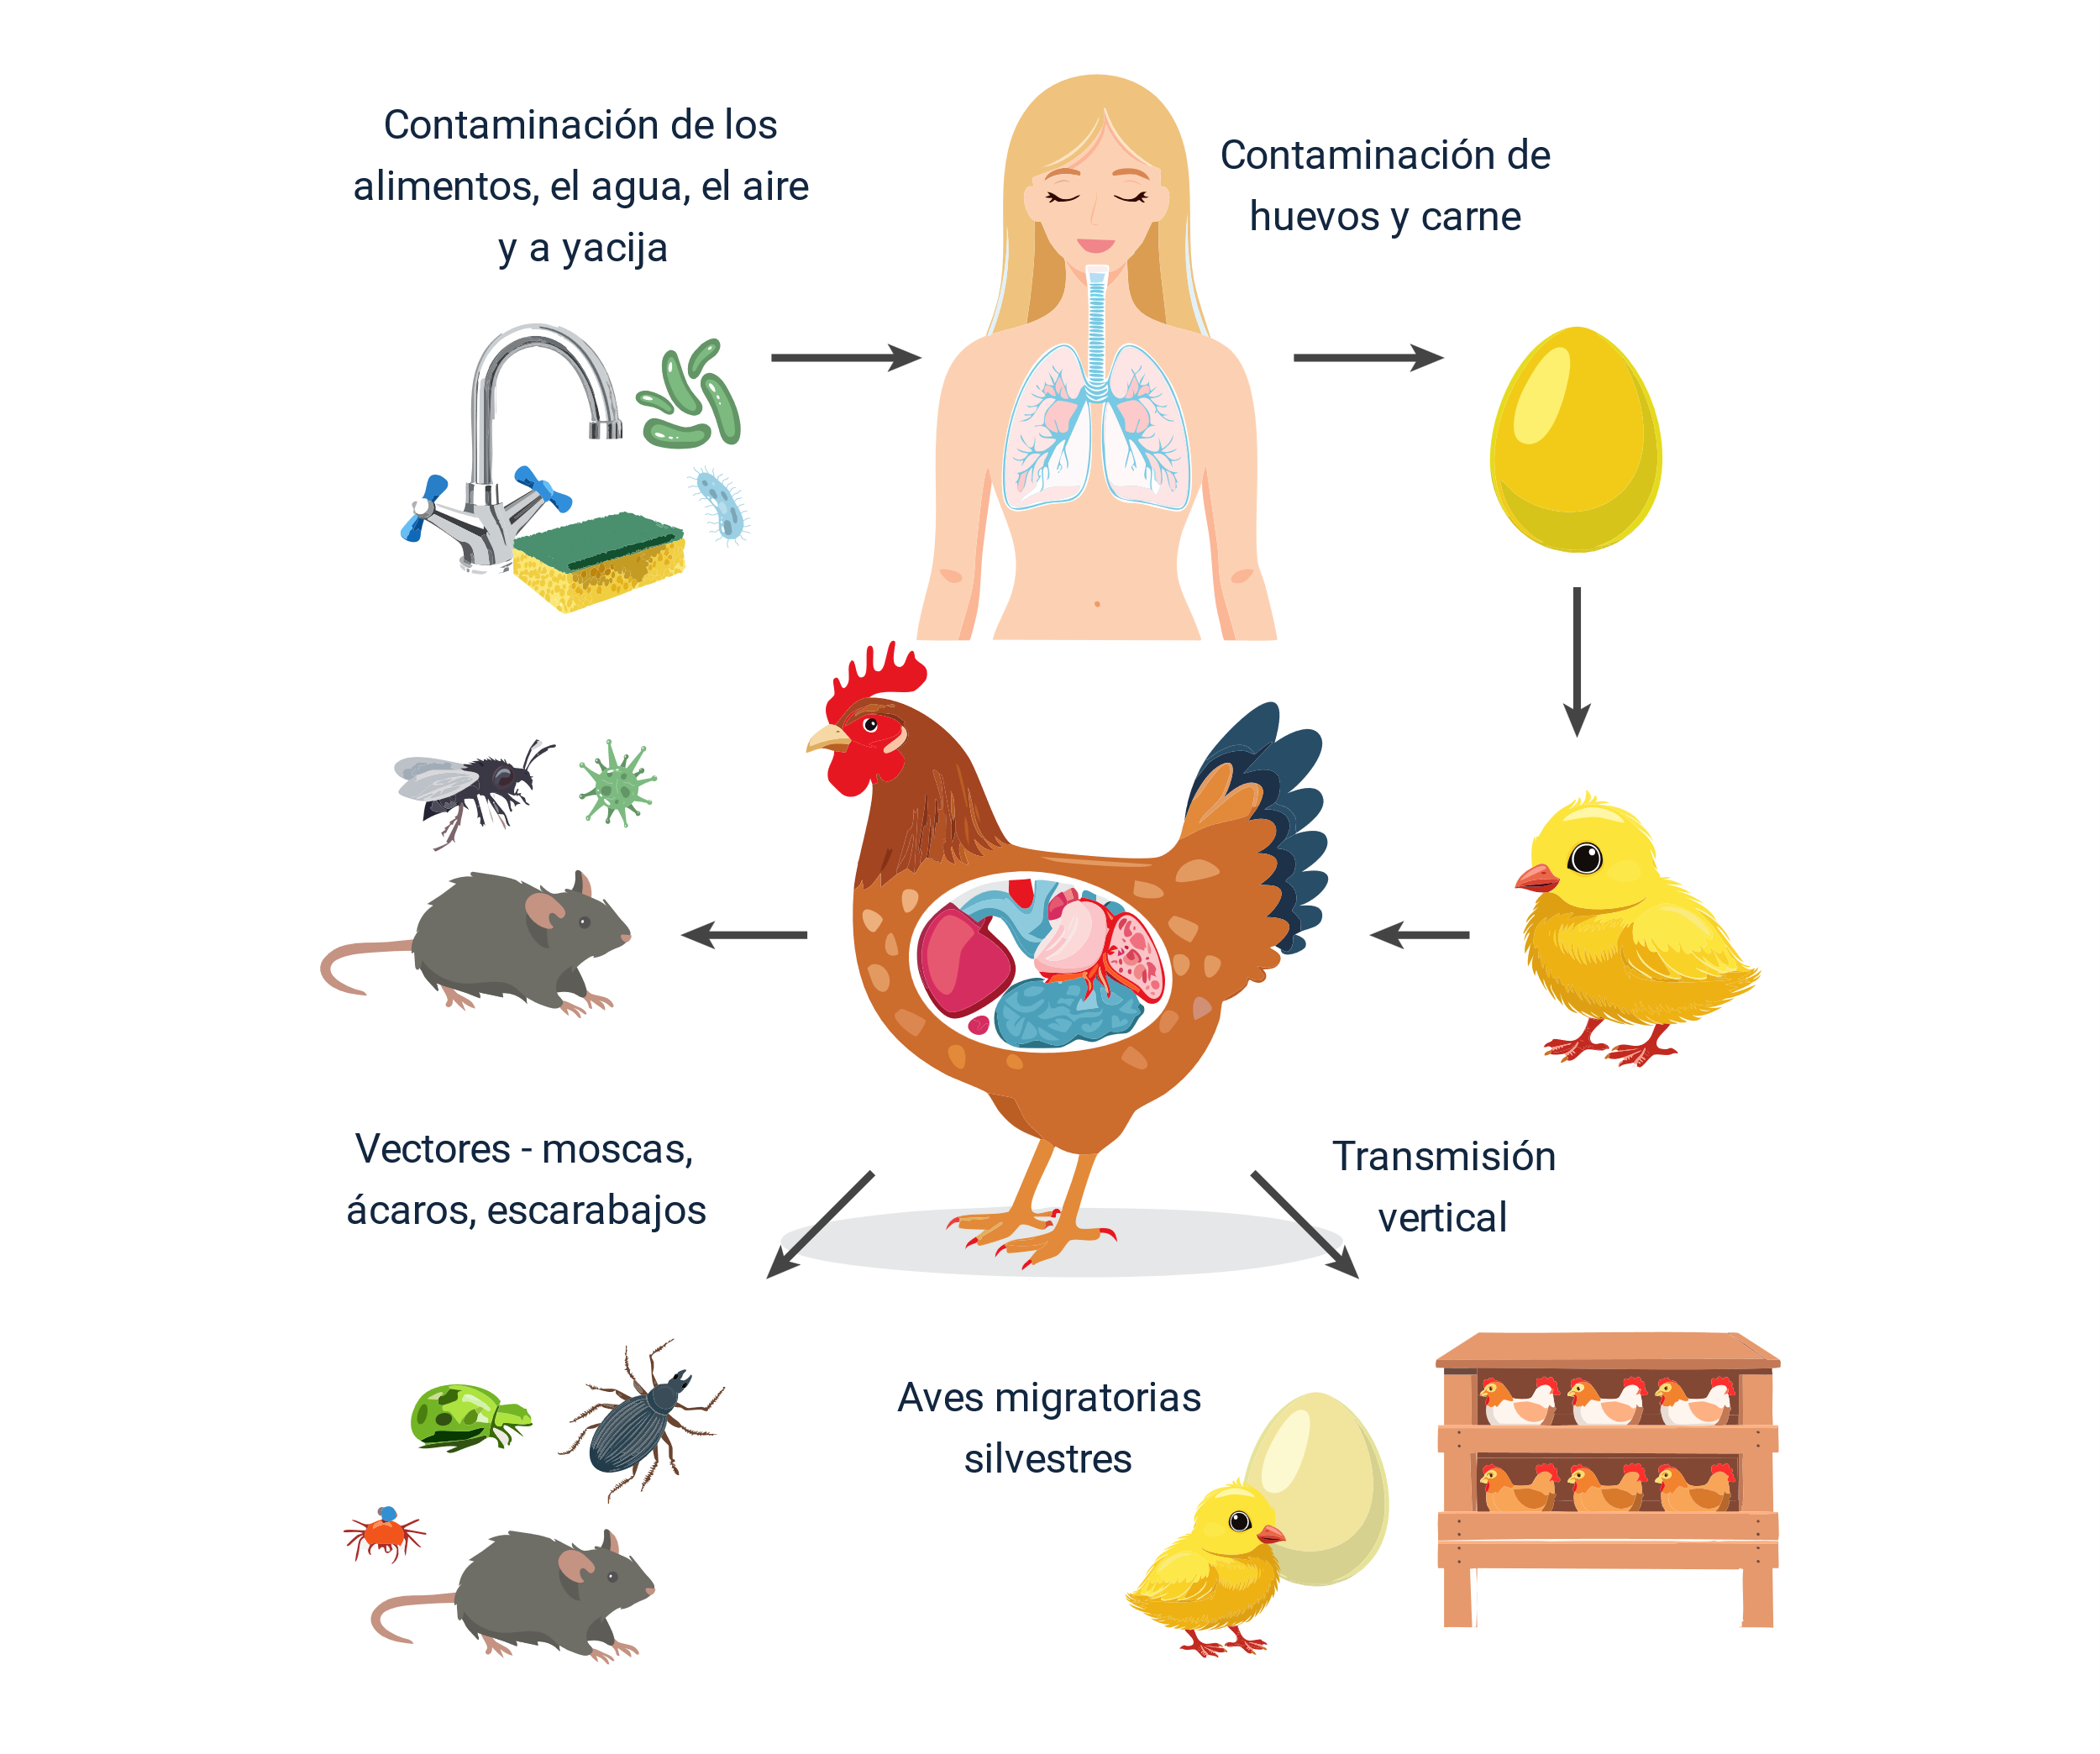 Contaminación de los
alimentos, el agua, el aire
y a yacija
Contaminación de
huevos y carne
Vectores - moscas,
ácaros, escarabajos
Transmisión
vertical
Aves migratorias
silvestres